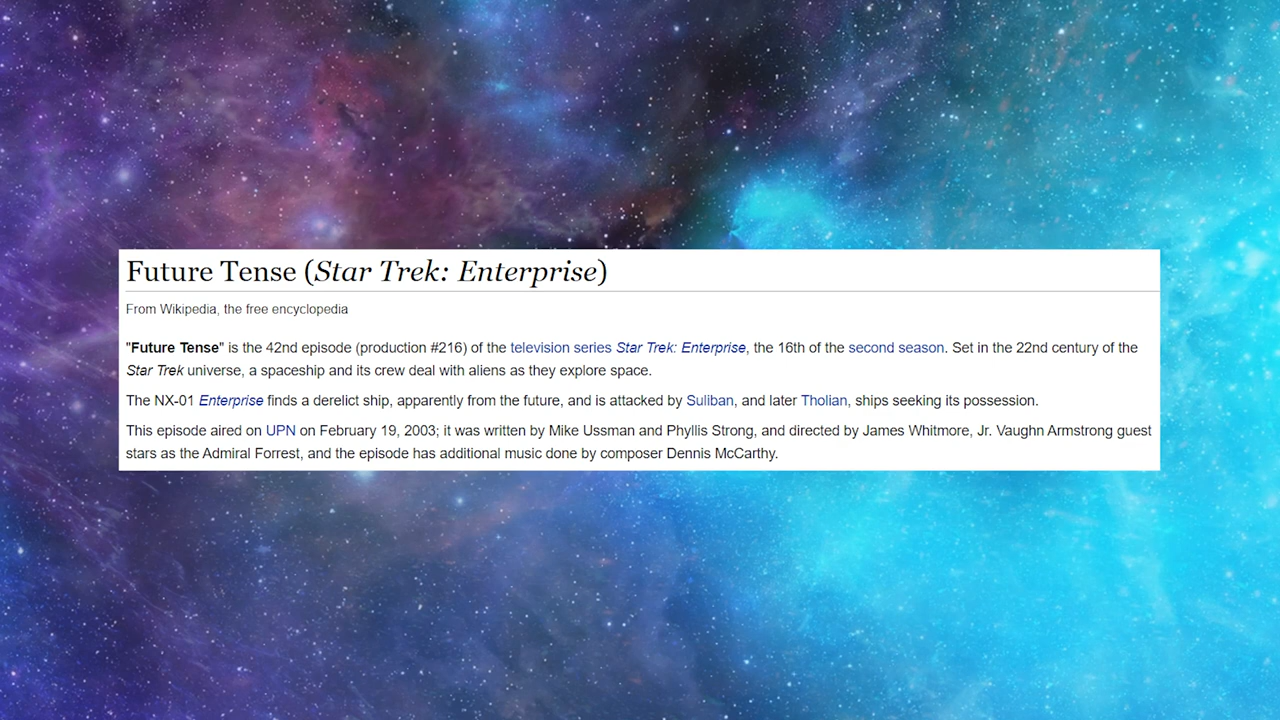 Future Tense (Star Trek: Enterprise)
From Wikipedia, the free encyclopedia
"Future Tense" is the 42nd episode (production #216) of the television series Star Trek: Enterprise, the 16th of the second season. Set in the 22nd century of the
Star Trek universe, a spaceship and its crew deal with aliens as they explore space.
The NX-01 Enterprise finds a derelict ship, apparently from the future, and is attacked by Suliban, and later Tholian, ships seeking its possession.
This episode aired on UPN on February 19, 2003; it was written by Mike Ussman and Phyllis Strong, and directed by James Whitmore, Jr. Vaughn Armstrong guest
stars as the Admiral Forrest, and the episode has additional music done by composer Dennis McCarthy.